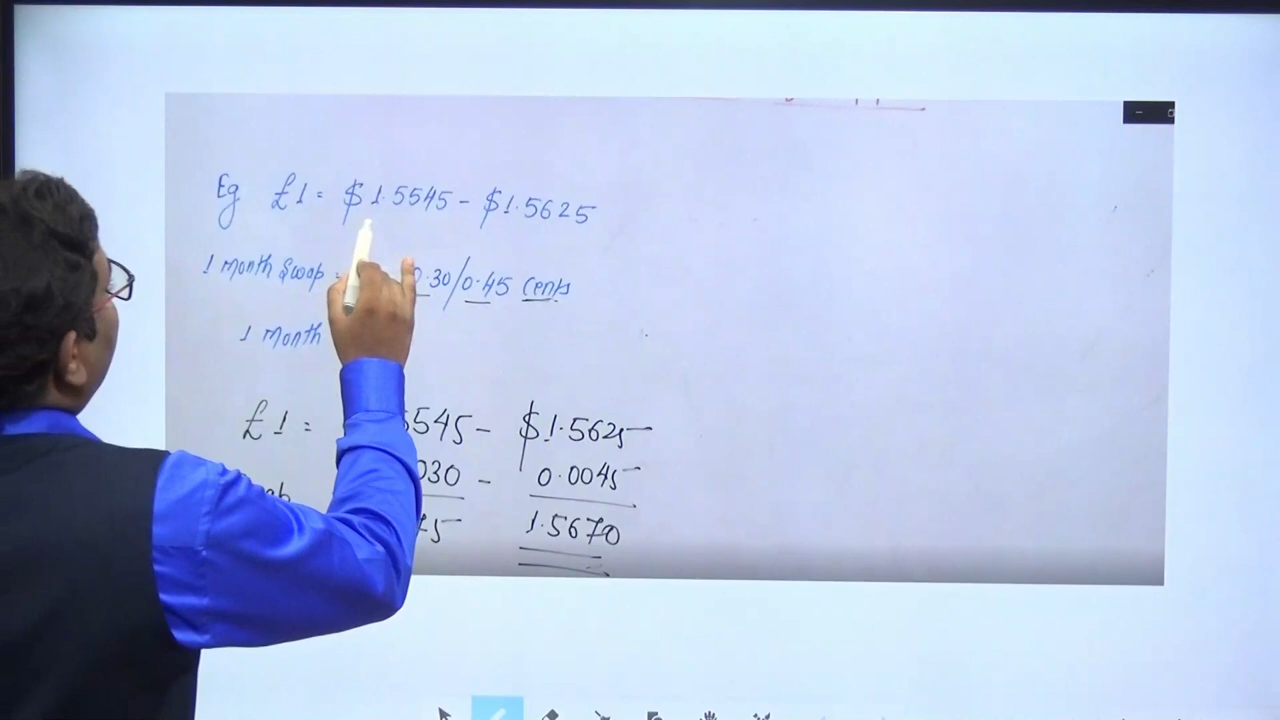 Eg £1 = $1.5545 - $1.5625
1 Month Swap = 0.30/0.45 Cents
1 Month
£1 = 5545 - $1.5625
030 - 0.0045
75 1.5670